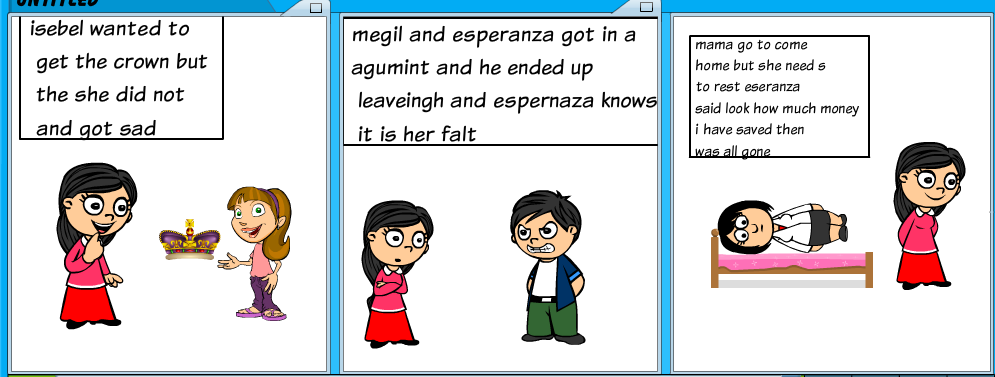 UNTITLED
isebel wanted to
get the crown but
the she did not
and got sad
megil and esperanza got in a
agumint and he ended up
leaveingh and espernaza knows
it is her falt
mama go to come
home but she need s
to rest eseranza
said look how much money
i have saved then
was all gone